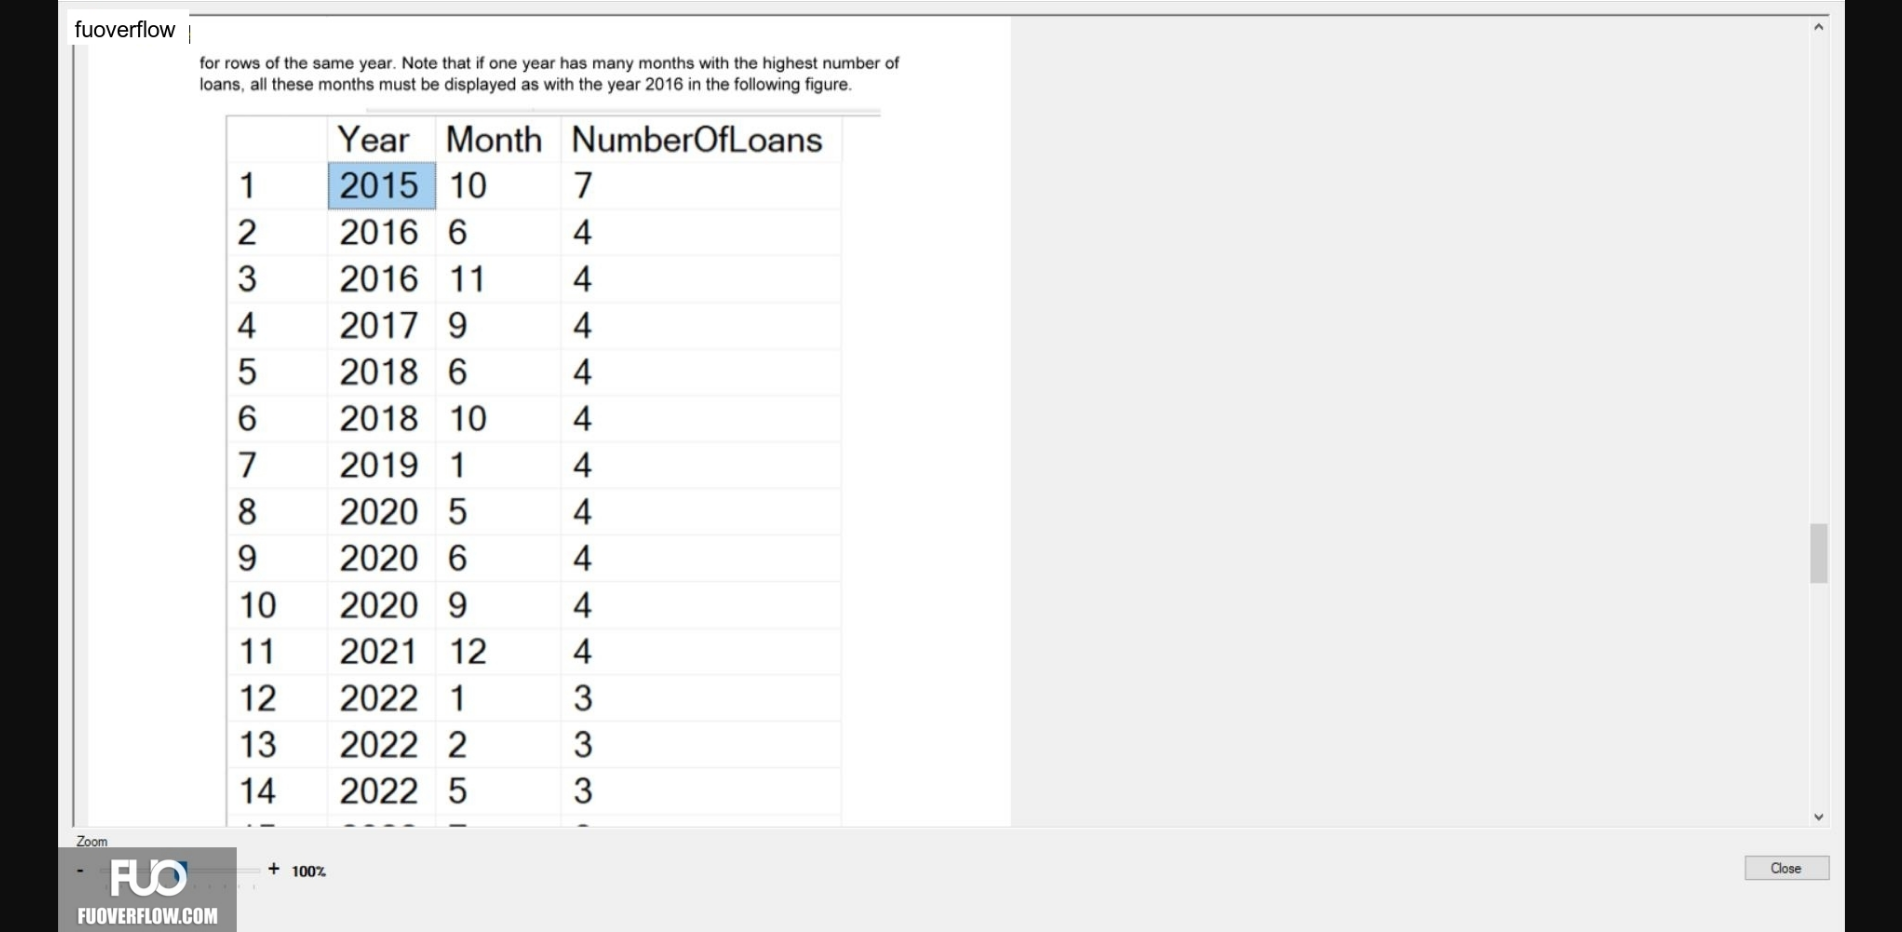 fuoverflow
for rows of the same year. Note that if one year has many months with the highest number of
loans, all these months must be displayed as with the year 2016 in the following figure.
Year Month NumberOfLoans
1 2015 10 7
2 2016 6 4
3 2016 11 4
4 2017 9 4
5 2018 6 4
6 2018 10 4
7 2019 1 4
8 2020 5 4
9 2020 6 4
10 2020 9 4
11 2021 12 4
12 2022 1 3
13 2022 2 3
14 2022 5 3
Zoom
- + 100%
Close
FUO
FUOVERFLOW.COM